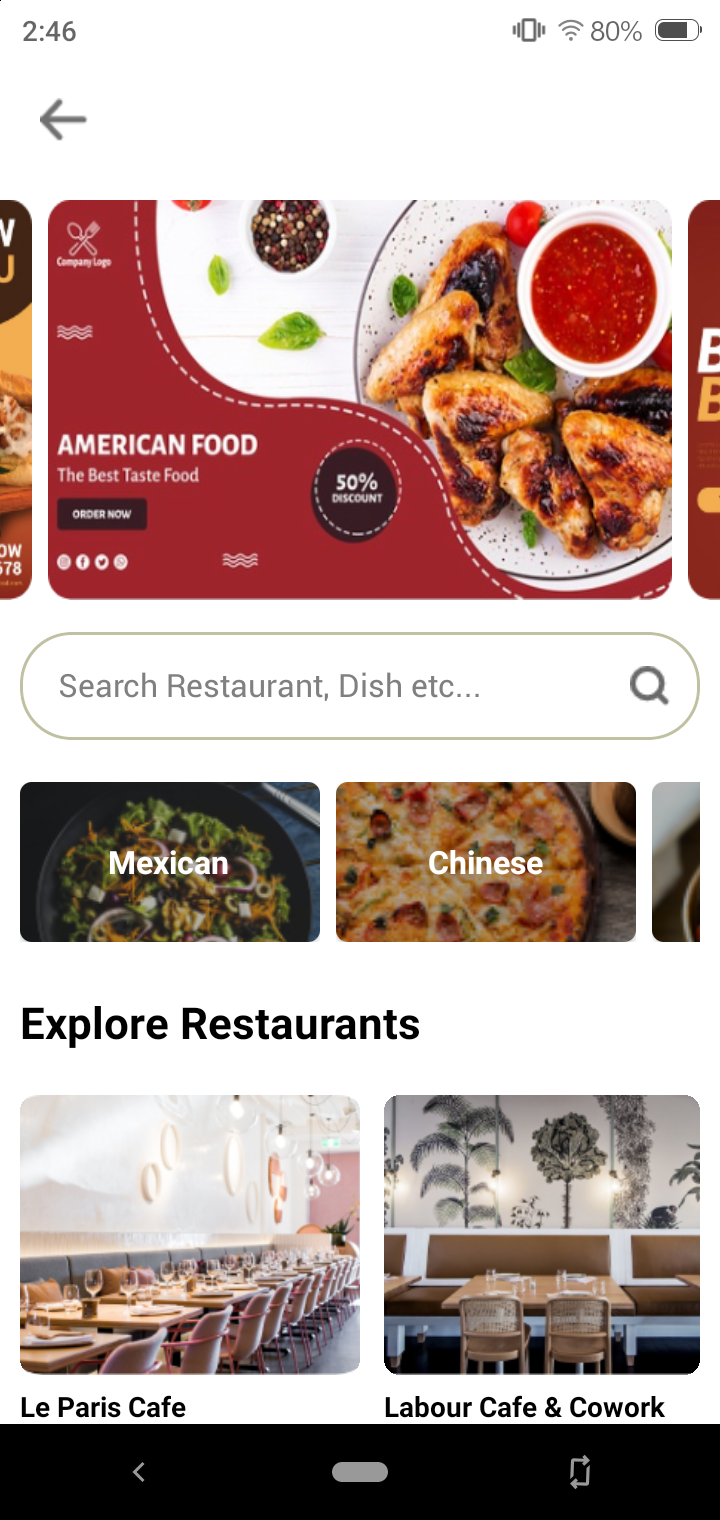 2:46
80%
W
U
OW
678
Company Logo
AMERICAN FOOD
The Best Taste Food
ORDER NOW
50%
DISCOUNT
B
B
Search Restaurant, Dish etc...
Mexican
Chinese
Explore Restaurants
Le Paris Cafe
Labour Cafe & Cowork